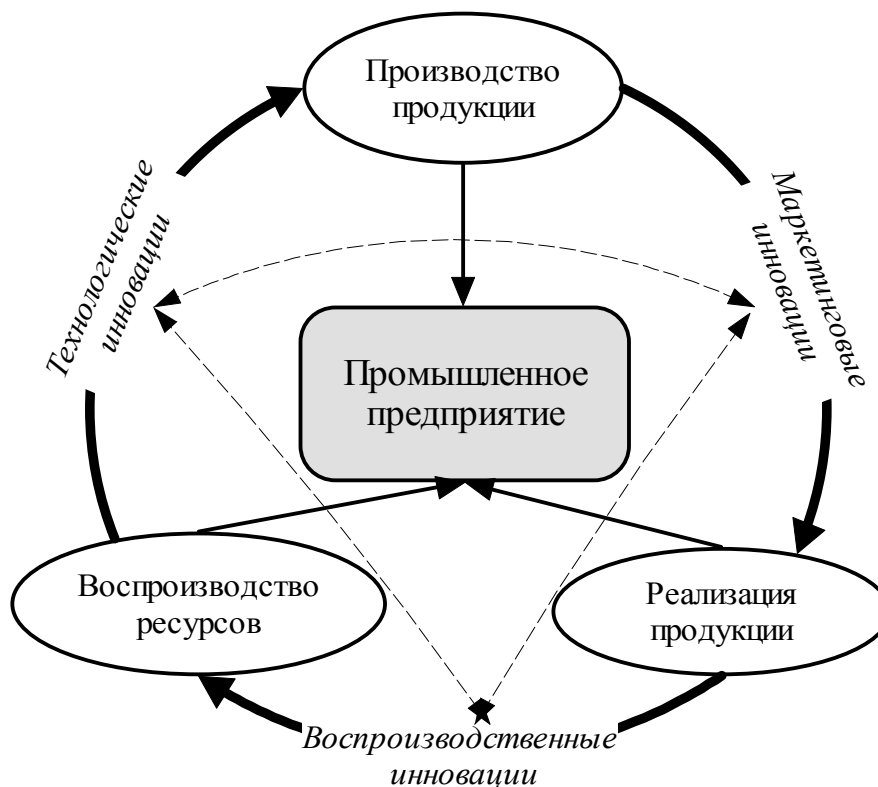 Производство
продукции
Технологические
инновации
Маркетинговые
инновации
Промышленное
предприятие
Воспроизводство
ресурсов
Реализация
продукции
Воспроизводственные
инновации